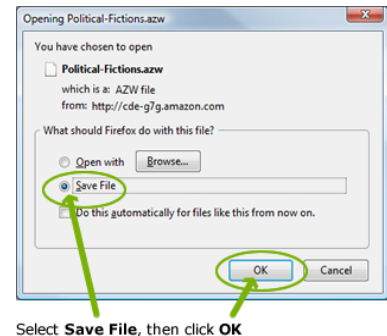 Opening Political-Fictions.azw
You have chosen to open
Political-Fictions.azw
which is a: AZW file
from: http://cde-g7g.amazon.com
What should Firefox do with this file?
Open with Browse...
Save File
Do this automatically for files like this from now on.
OK Cancel
Select Save File, then click OK